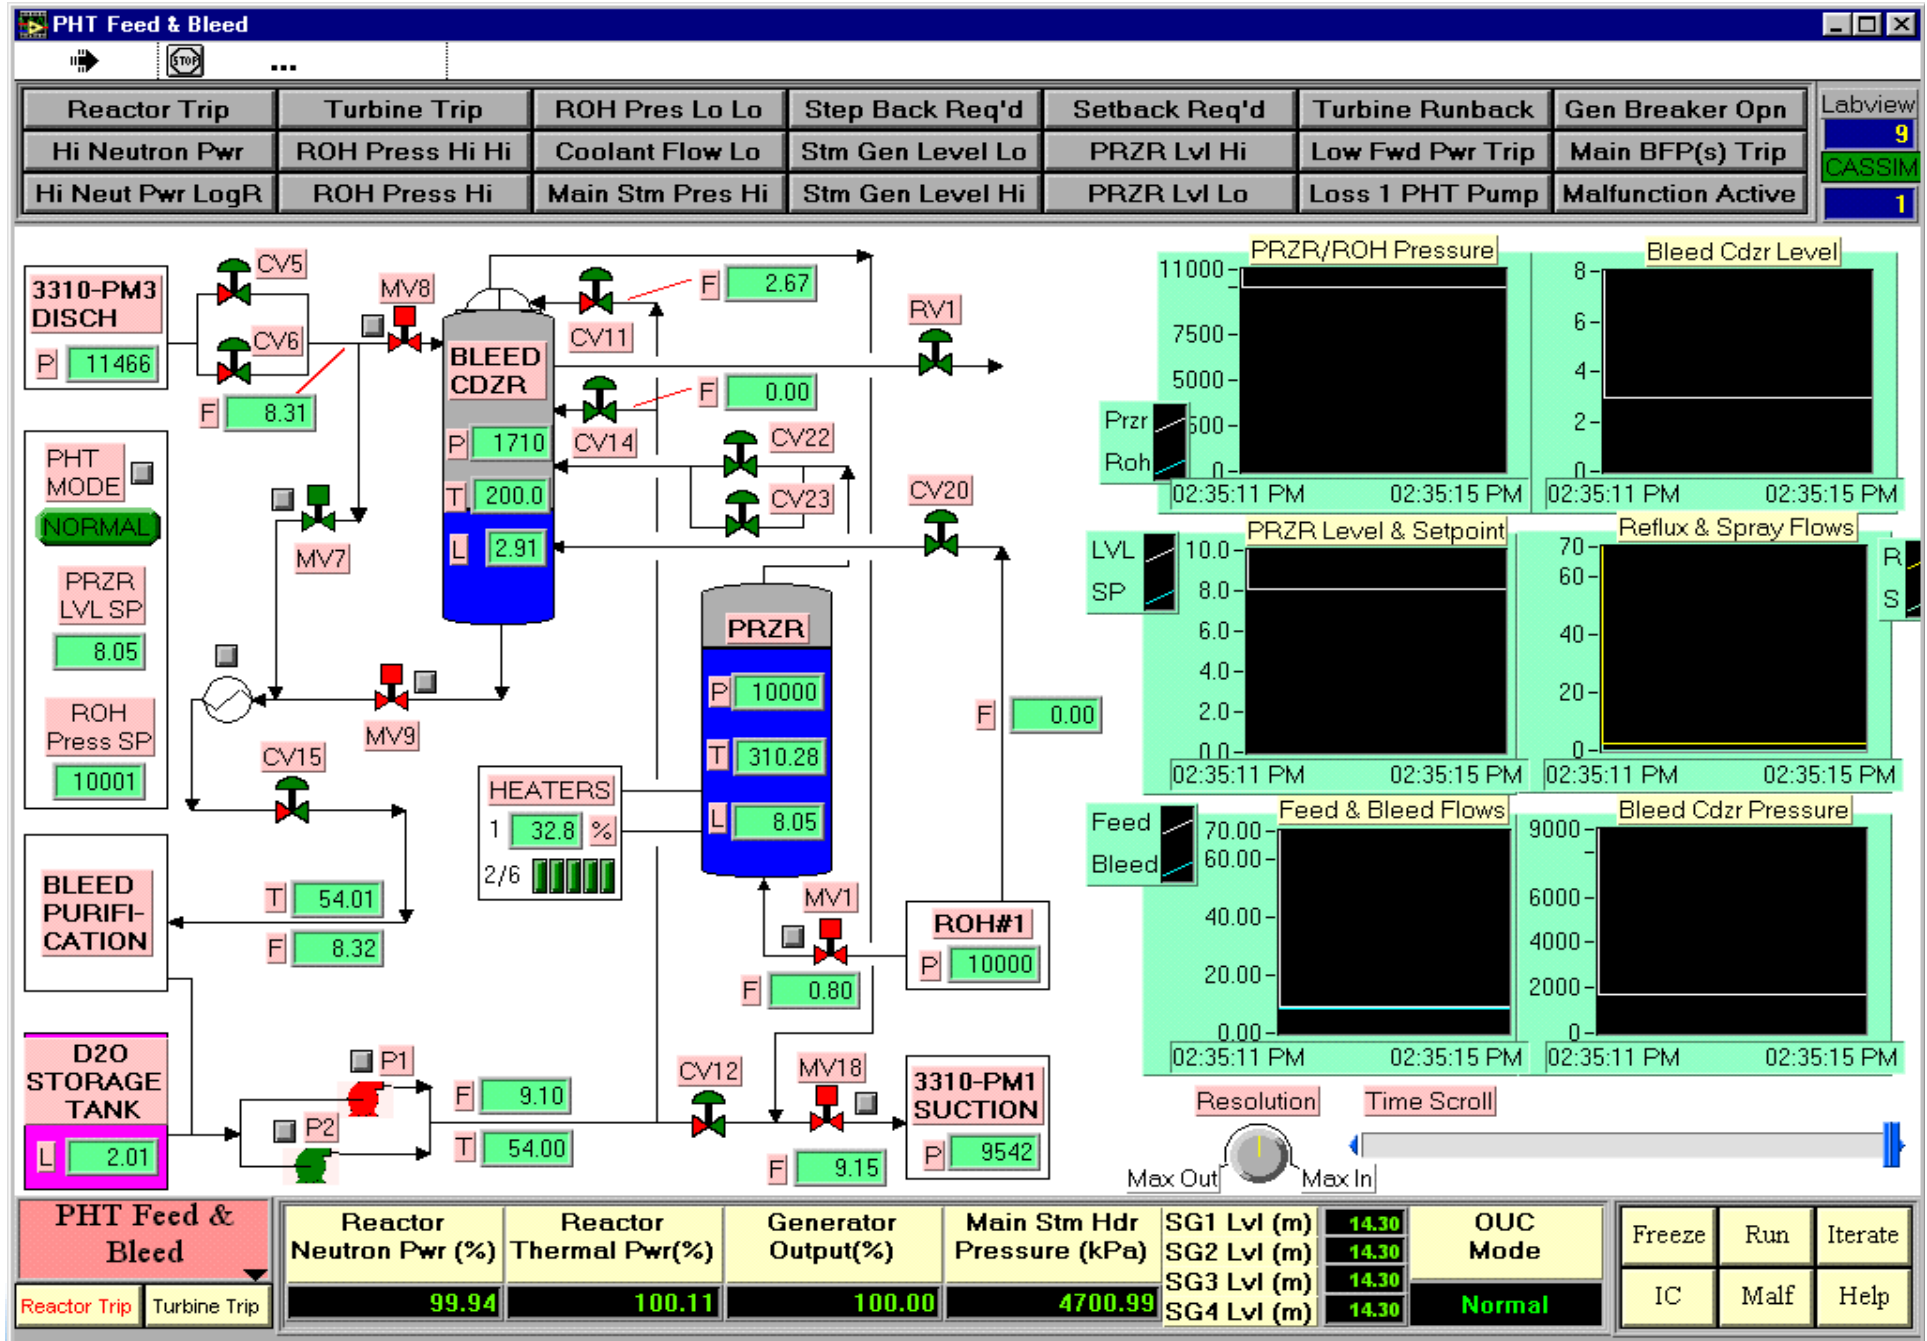 PHT Feed & Bleed
STOP
...
Reactor Trip
Turbine Trip
ROH Pres Lo Lo
Step Back Req'd
Setback Req'd
Turbine Runback
Gen Breaker Opn
Labview
9
Hi Neutron Pwr
ROH Press Hi Hi
Coolant Flow Lo
Stm Gen Level Lo
PRZR Lvl Hi
Low Fwd Pwr Trip
Main BFP(s) Trip
CASSIM
Hi Neut Pwr LogR
ROH Press Hi
Main Stm Pres Hi
Stm Gen Level Hi
PRZR Lvl Lo
Loss 1 PHT Pump
Malfunction Active
1
3310-PM3
DISCH
P 11466
CV5
CV6
F 8.31
MV8
CV11
F 2.67
BLEED
CDZR
P 1710
T 200.0
L 2.91
CV14
F 0.00
RV1
CV22
CV23
CV20
PHT
MODE
NORMAL
PRZR
LVL SP
8.05
ROH
Press SP
10001
MV7
MV9
CV15
PRZR
P 10000
T 310.28
L 8.05
F 0.00
HEATERS
1 32.8 %
2/6
BLEED
PURIFI-
CATION
T 54.01
F 8.32
MV1
F 0.80
ROH#1
P 10000
D2O
STORAGE
TANK
L 2.01
P1
P2
F 9.10
T 54.00
CV12
MV18
F 9.15
3310-PM1
SUCTION
P 9542
PRZR/ROH Pressure
11000
7500
5000
500
0
Przr
Roh
02:35:11 PM 02:35:15 PM
Bleed Cdzr Level
8
6
4
2
0
02:35:11 PM 02:35:15 PM
PRZR Level & Setpoint
LVL
SP
10.0
8.0
6.0
4.0
2.0
0.0
02:35:11 PM 02:35:15 PM
Reflux & Spray Flows
70
60
40
20
0
R
S
02:35:11 PM 02:35:15 PM
Feed & Bleed Flows
Feed
Bleed
70.00
60.00
40.00
20.00
0.00
02:35:11 PM 02:35:15 PM
Bleed Cdzr Pressure
9000
6000
4000
2000
0
02:35:11 PM 02:35:15 PM
Resolution
Max Out
Max In
Time Scroll
PHT Feed &
Bleed
Reactor Trip
Turbine Trip
Reactor
Neutron Pwr (%)
99.94
Reactor
Thermal Pwr(%)
100.11
Generator
Output(%)
100.00
Main Stm Hdr
Pressure (kPa)
4700.99
SG1 Lvl (m) 14.30
SG2 Lvl (m) 14.30
SG3 Lvl (m) 14.30
SG4 Lvl (m) 14.30
OUC
Mode
Normal
Freeze
Run
Iterate
IC
Malf
Help